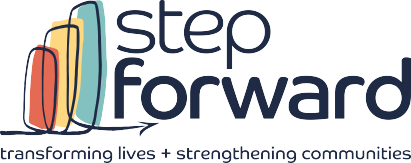 step
forward
transforming lives + strengthening communities